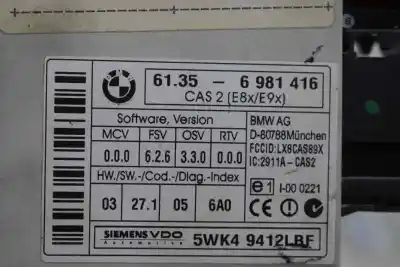 61.35 - 6 981 416
CAS 2 (E8x/E9x)
Software, Version
MCV FSV OSV RTV
0.0.0 6.2.6 3.3.0 0.0.0
HW./SW.-/Cod.-/Diag.-Index
03 27.1 05 6A0
BMW AG
D-80788München
FCCID:LX8CAS89X
IC:2911A-CAS2
e1 I-00 0221
CE
SIEMENS VDO
Automotive
5WK4 9412LBF